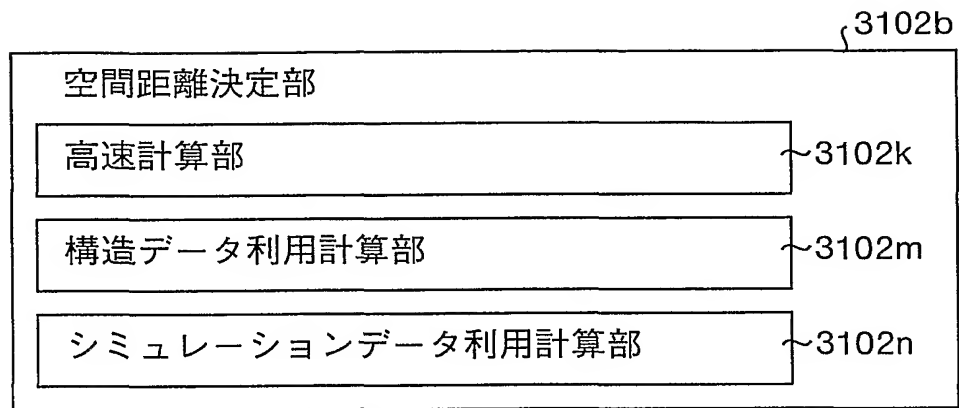 3102b
空間距離決定部
高速計算部 3102k
構造データ利用計算部 3102m
シミュレーションデータ利用計算部 3102n